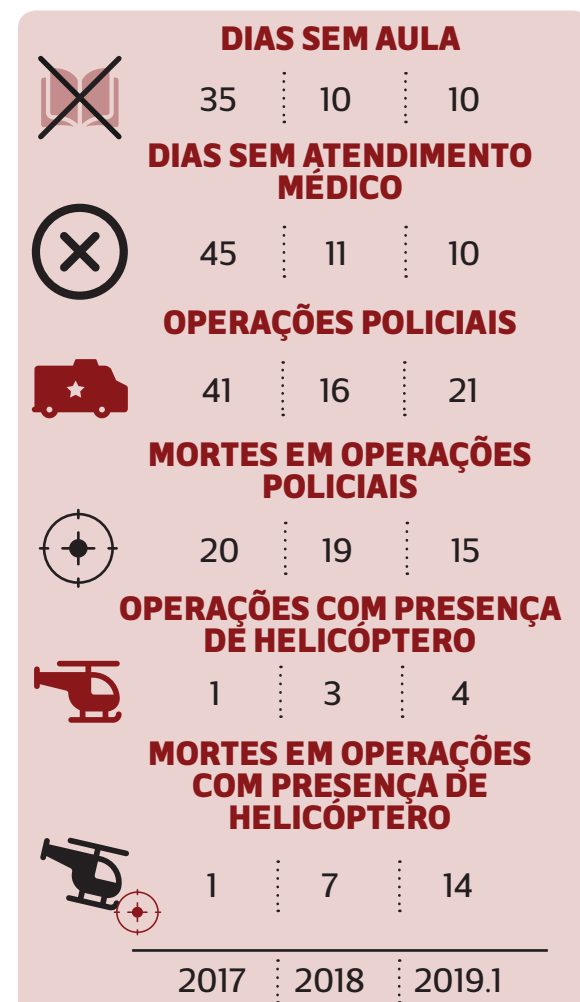 DIAS SEM AULA
35 10 10
DIAS SEM ATENDIMENTO
MÉDICO
45 11 10
OPERAÇÕES POLICIAIS
41 16 21
MORTES EM OPERAÇÕES
POLICIAIS
20 19 15
OPERAÇÕES COM PRESENÇA
DE HELICÓPTERO
1 3 4
MORTES EM OPERAÇÕES
COM PRESENÇA DE
HELICÓPTERO
1 7 14
2017 2018 2019.1